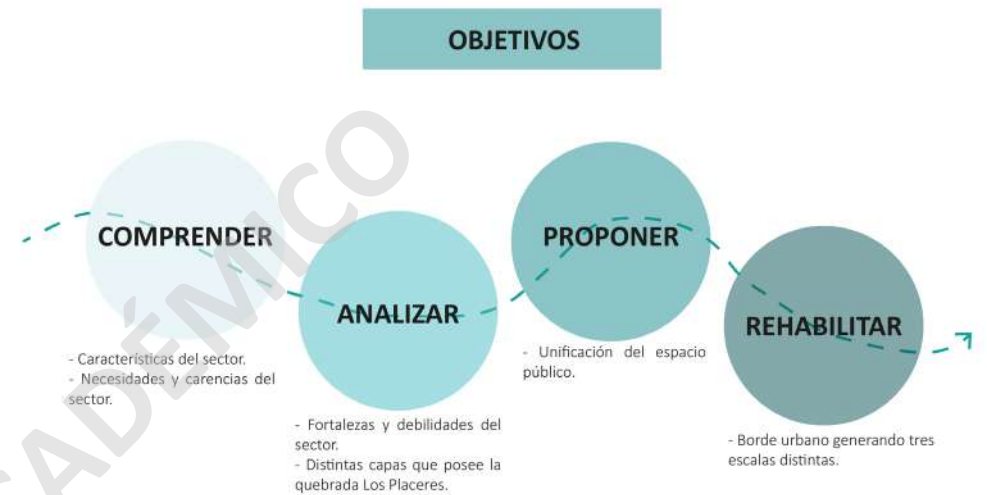 OBJETIVOS
COMPRENDER
- Características del sector.
- Necesidades y carencias del
sector.
ANALIZAR
- Fortalezas y debilidades del
sector.
- Distintas capas que posee la
quebrada Los Placeres.
PROPONER
- Unificación del espacio
público.
REHABILITAR
- Borde urbano generando tres
escalas distintas.
CADÉMICO